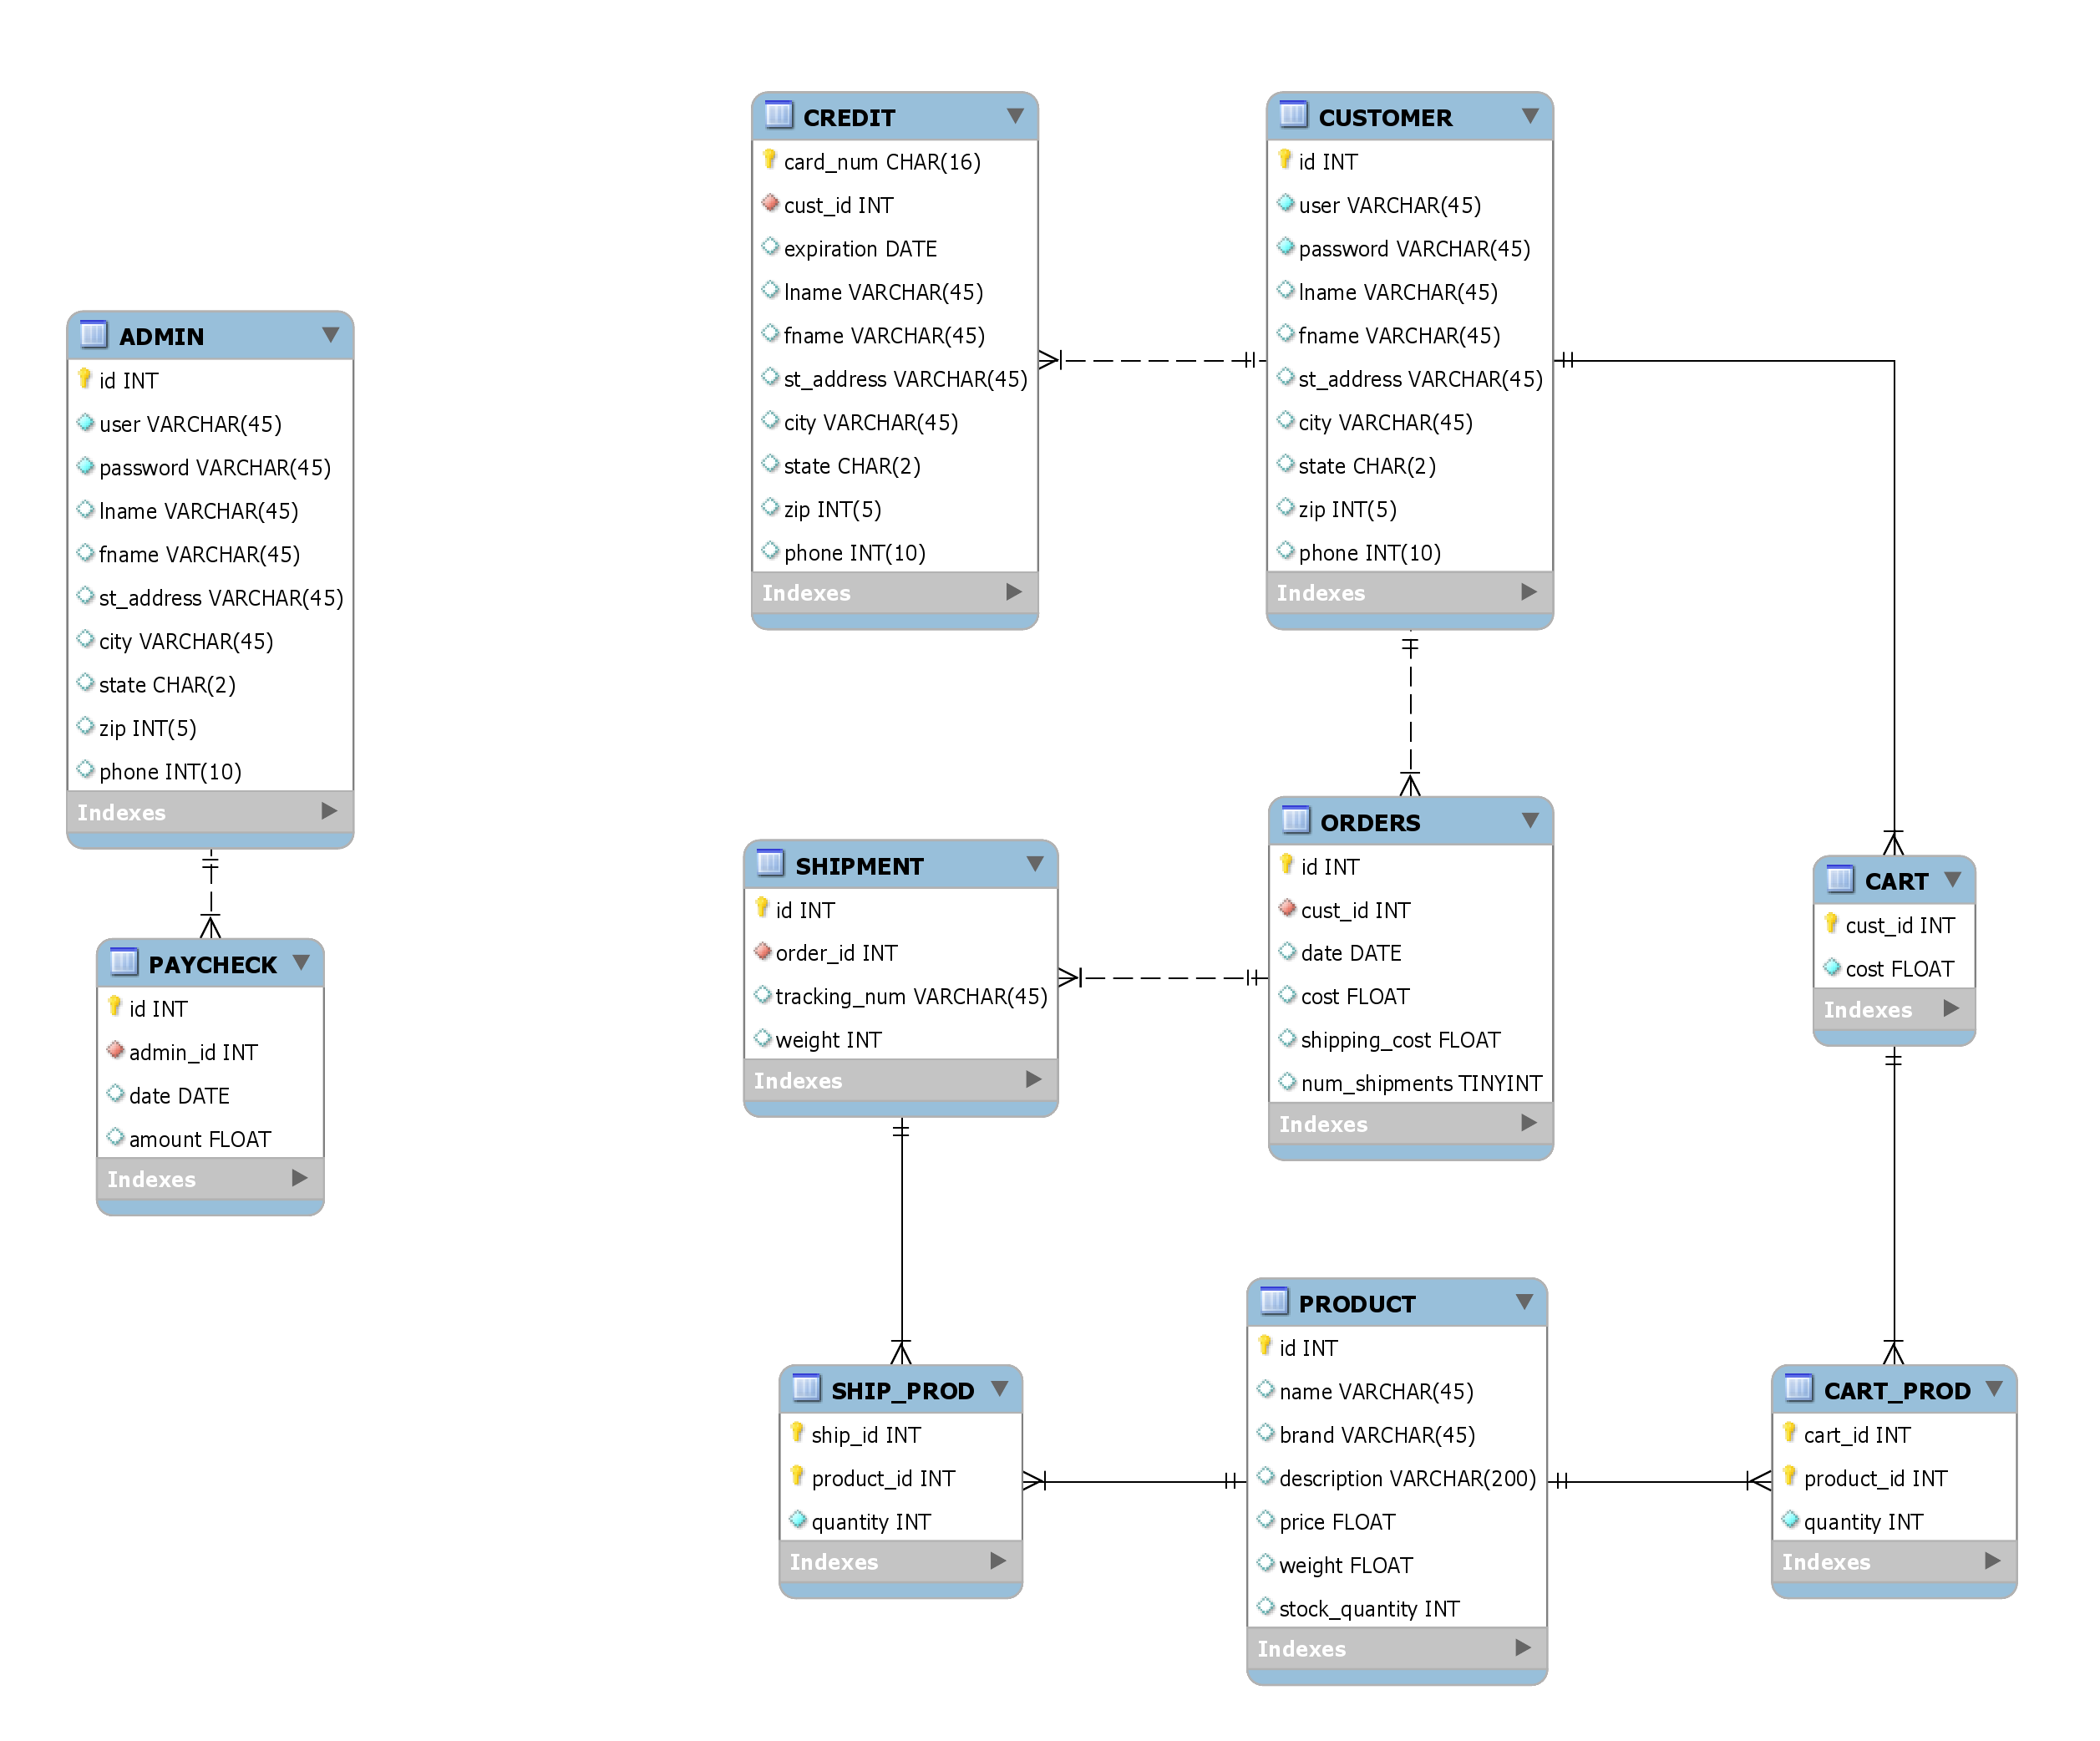 CREDIT
card_num CHAR(16)
cust_id INT
expiration DATE
lname VARCHAR(45)
fname VARCHAR(45)
st_address VARCHAR(45)
city VARCHAR(45)
state CHAR(2)
zip INT(5)
phone INT(10)
Indexes
CUSTOMER
id INT
user VARCHAR(45)
password VARCHAR(45)
lname VARCHAR(45)
fname VARCHAR(45)
st_address VARCHAR(45)
city VARCHAR(45)
state CHAR(2)
zip INT(5)
phone INT(10)
Indexes
ADMIN
id INT
user VARCHAR(45)
password VARCHAR(45)
lname VARCHAR(45)
fname VARCHAR(45)
st_address VARCHAR(45)
city VARCHAR(45)
state CHAR(2)
zip INT(5)
phone INT(10)
Indexes
PAYCHECK
id INT
admin_id INT
date DATE
amount FLOAT
Indexes
SHIPMENT
id INT
order_id INT
tracking_num VARCHAR(45)
weight INT
Indexes
ORDERS
id INT
cust_id INT
date DATE
cost FLOAT
shipping_cost FLOAT
num_shipments TINYINT
Indexes
CART
cust_id INT
cost FLOAT
Indexes
SHIP_PROD
ship_id INT
product_id INT
quantity INT
Indexes
PRODUCT
id INT
name VARCHAR(45)
brand VARCHAR(45)
description VARCHAR(200)
price FLOAT
weight FLOAT
stock_quantity INT
Indexes
CART_PROD
cart_id INT
product_id INT
quantity INT
Indexes